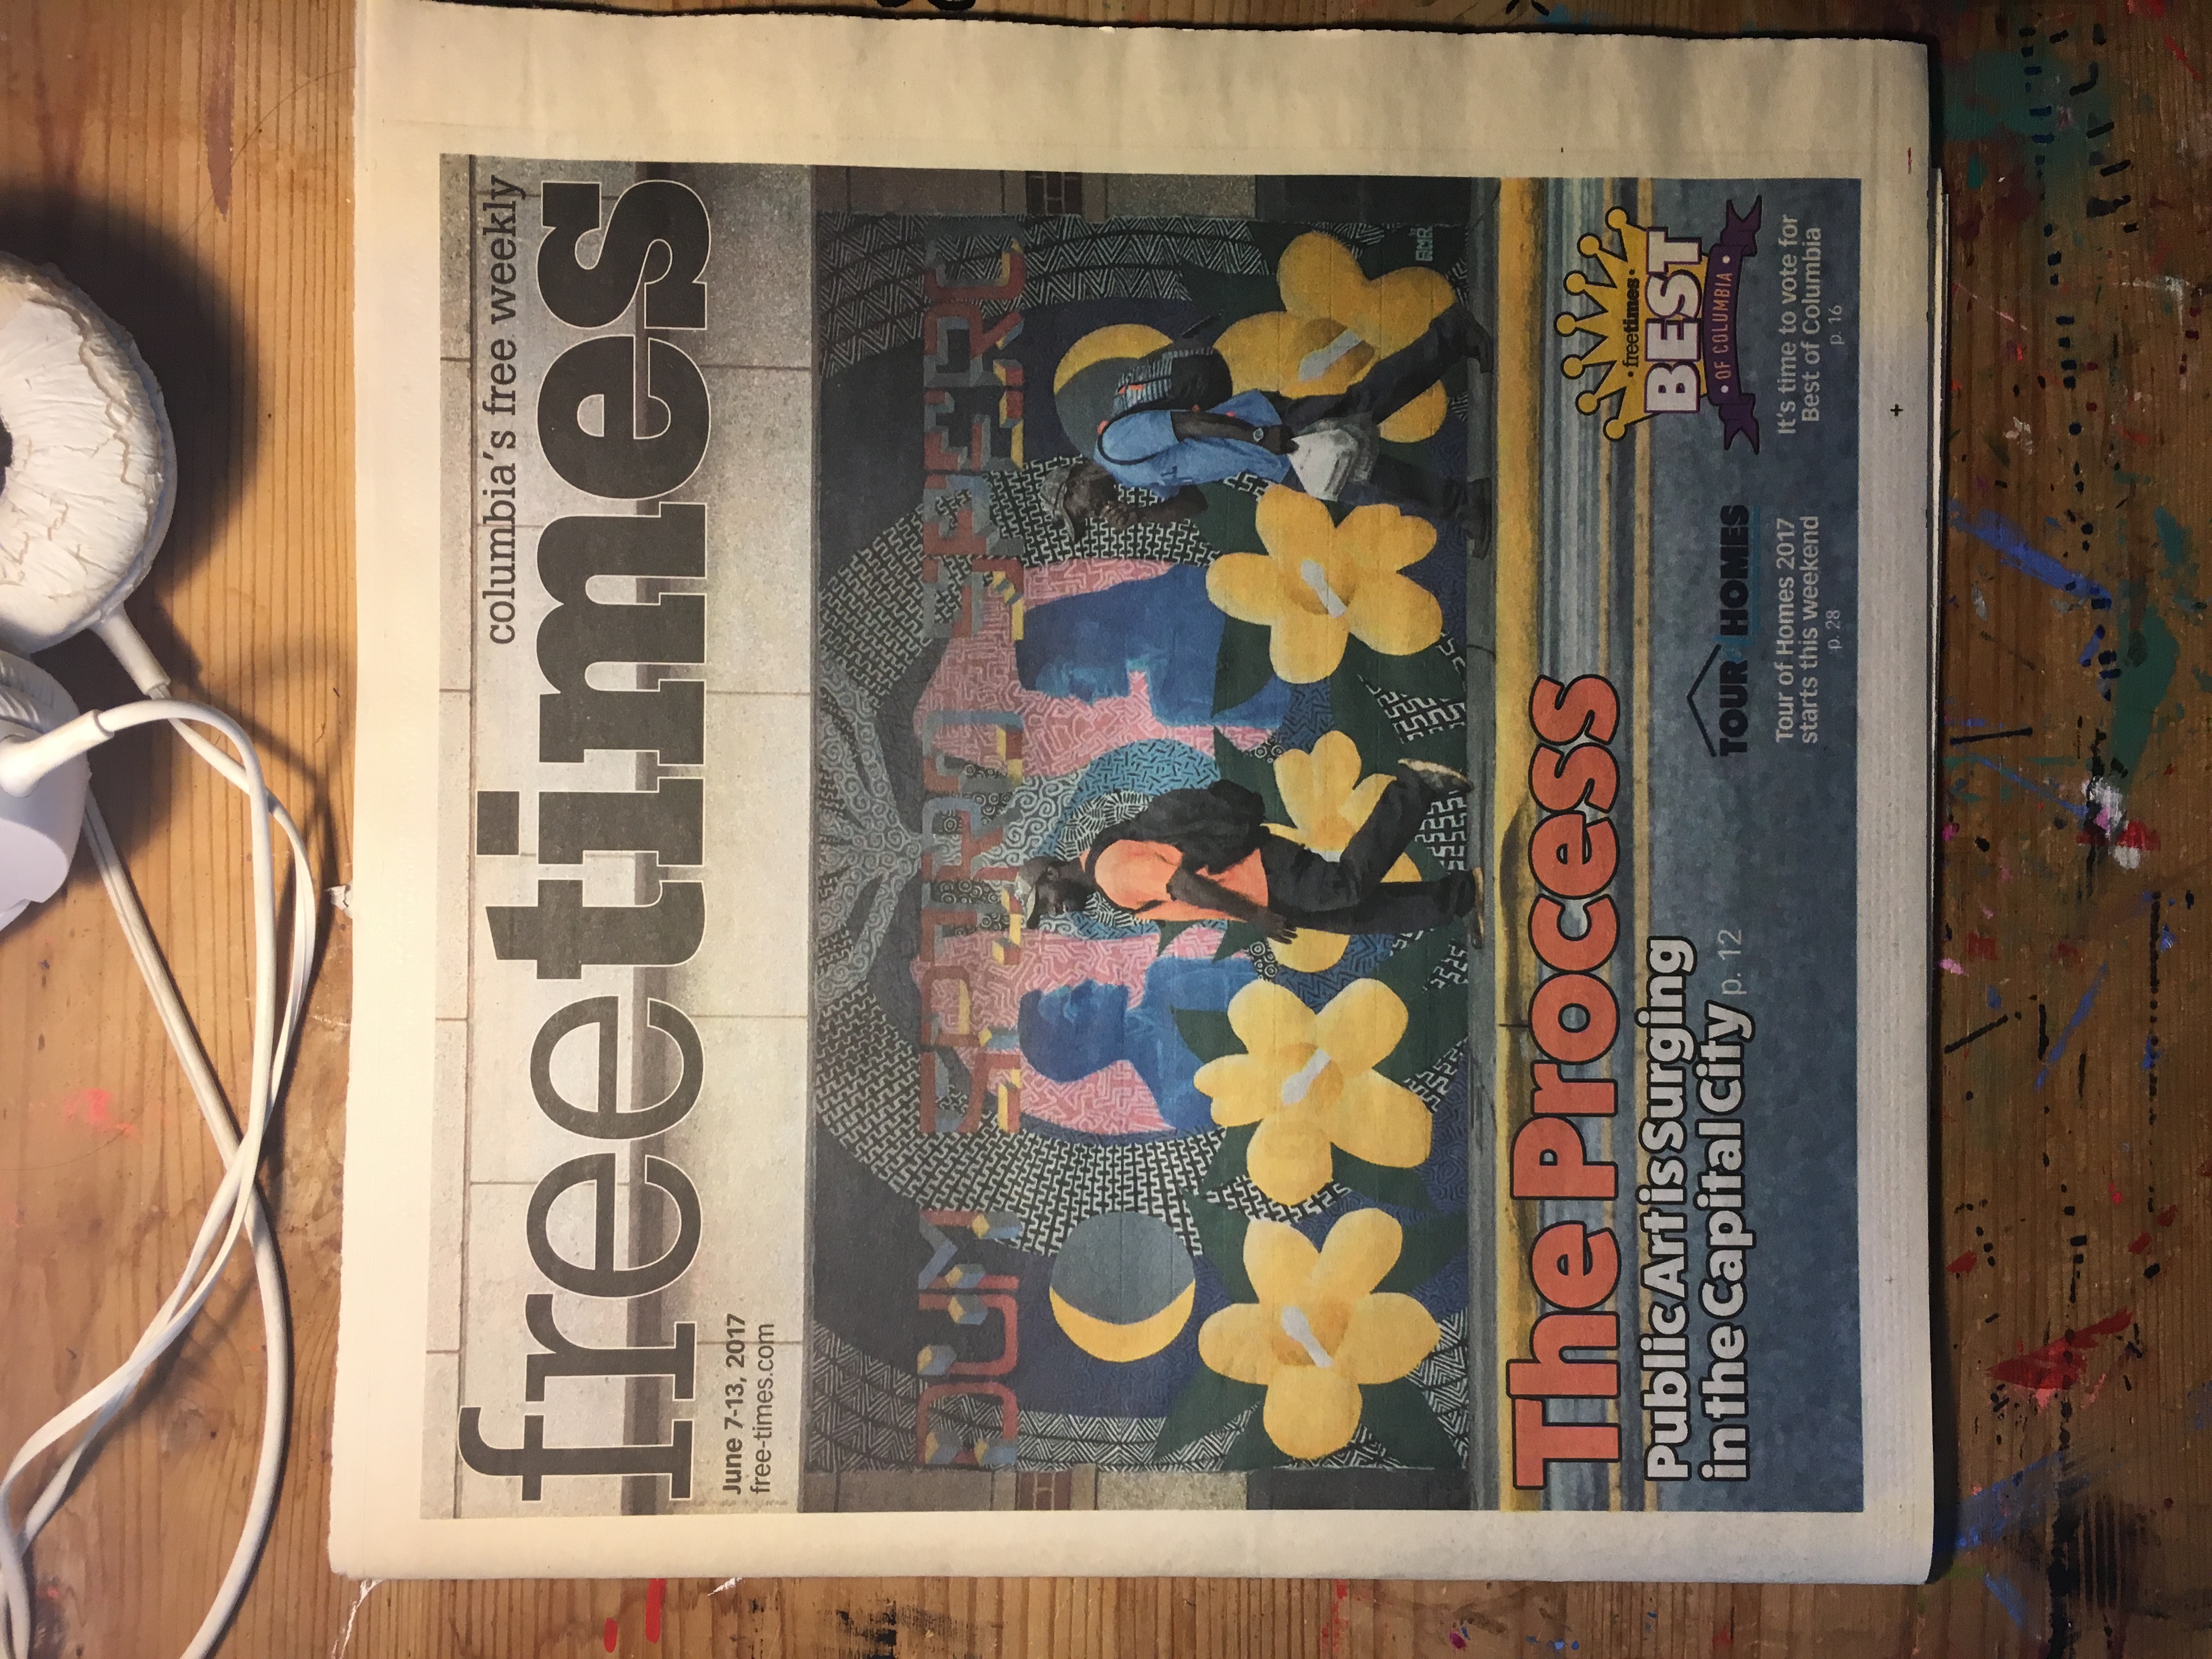 columbia's free weekly
freetimes
June 7-13, 2017
free-times.com
DUM SPIRO SPERO
AMR
The Process
Public Art is Surging
in the Capital City p. 12
TOUR of HOMES
Tour of Homes 2017
starts this weekend
p. 28
•freetimes•
BEST
• OF COLUMBIA •
It's time to vote for
Best of Columbia
p. 16